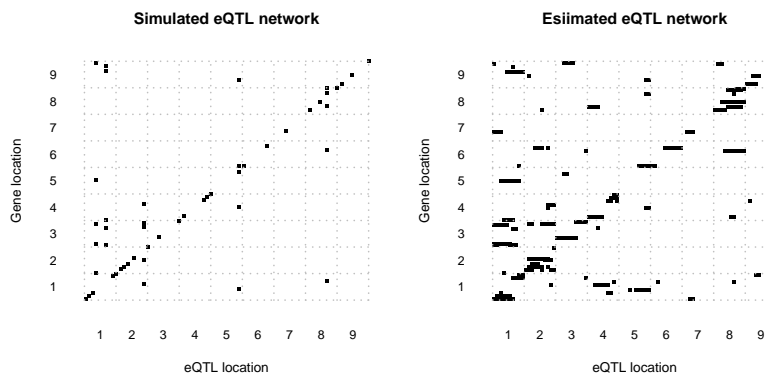 Simulated eQTL network
9
8
7
6
5
4
3
2
1
Gene location
1 2 3 4 5 6 7 8 9
eQTL location
Esiimated eQTL network
9
8
7
6
5
4
3
2
1
Gene location
1 2 3 4 5 6 7 8 9
eQTL location